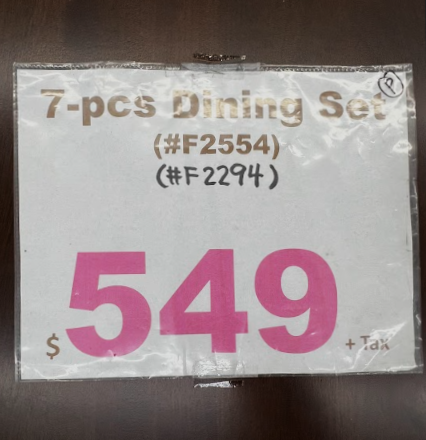 7-pcs Dining Set
P
(#F2554)
(#F2294)
$549 + Tax